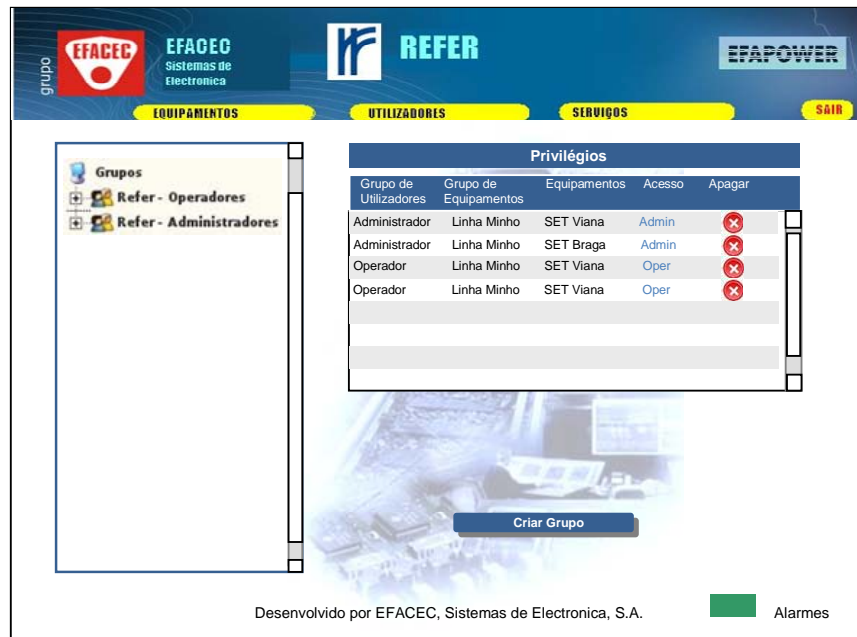 grupo
EFACEC
EFACEC
Sistemas de
Electronica
REFER
EFAPOWER
EQUIPAMENTOS
UTILIZADORES
SERVIÇOS
SAIR
Grupos
Refer - Operadores
Refer - Administradores
Privilégios
Grupo de Utilizadores Grupo de Equipamentos Equipamentos Acesso Apagar
Administrador Linha Minho SET Viana Admin
Administrador Linha Minho SET Braga Admin
Operador Linha Minho SET Viana Oper
Operador Linha Minho SET Viana Oper
Criar Grupo
Desenvolvido por EFACEC, Sistemas de Electronica, S.A.
Alarmes